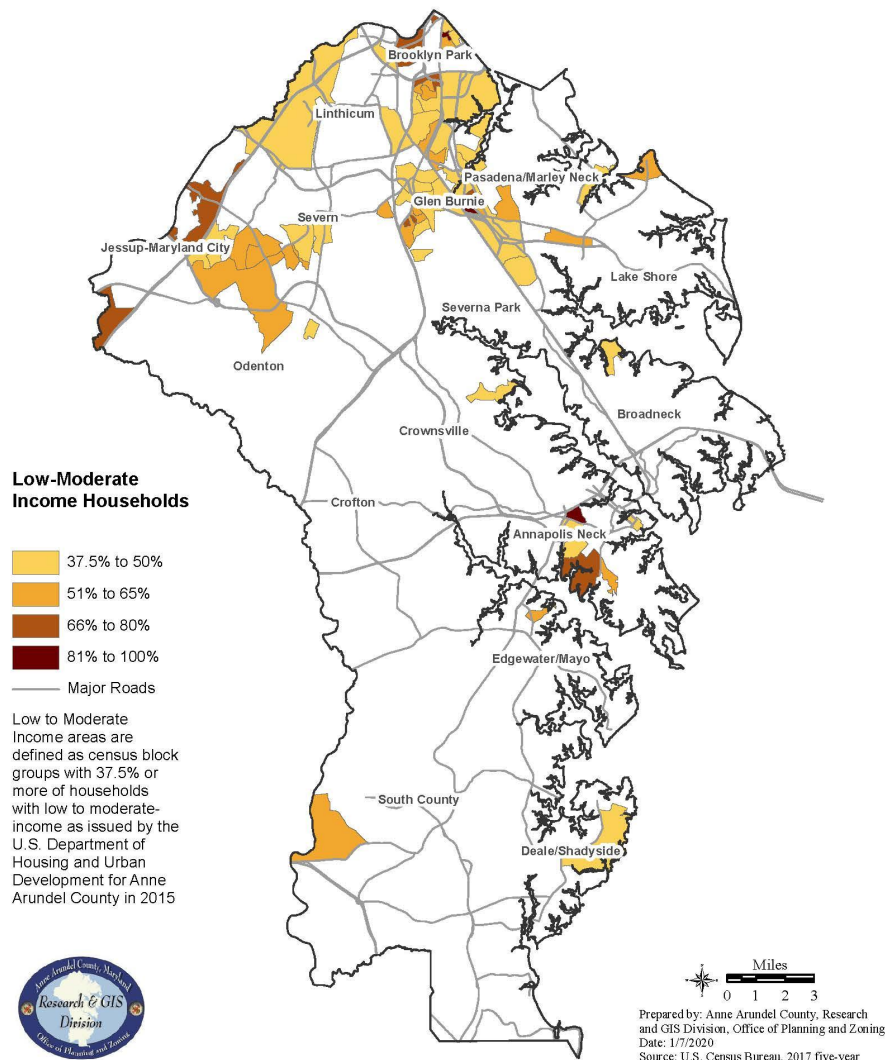 Brooklyn Park
Linthicum
Pasadena/Marley Neck
Glen Burnie
Severn
Jessup-Maryland City
Lake Shore
Severna Park
Odenton
Broadneck
Crownsville
Low-Moderate
Income Households
Crofton
Annapolis Neck
37.5% to 50%
51% to 65%
66% to 80%
81% to 100%
Major Roads
Edgewater/Mayo
Low to Moderate
Income areas are
defined as census block
groups with 37.5% or
more of households
with low to moderate-
income as issued by the
U.S. Department of
Housing and Urban
Development for Anne
Arundel County in 2015
South County
Deale/Shadyside
Anne Arundel County, Maryland
Research & GIS
Division
Office of Planning and Zoning
Miles
0 1 2 3
Prepared by: Anne Arundel County, Research
and GIS Division, Office of Planning and Zoning
Date: 1/7/2020
Source: U.S. Census Bureau, 2017 five-year